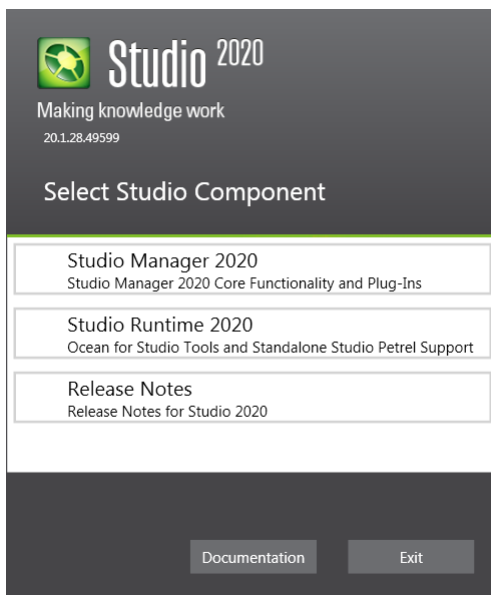 Studio 2020
Making knowledge work
20.1.28.49599
Select Studio Component
Studio Manager 2020
Studio Manager 2020 Core Functionality and Plug-Ins
Studio Runtime 2020
Ocean for Studio Tools and Standalone Studio Petrel Support
Release Notes
Release Notes for Studio 2020
Documentation Exit